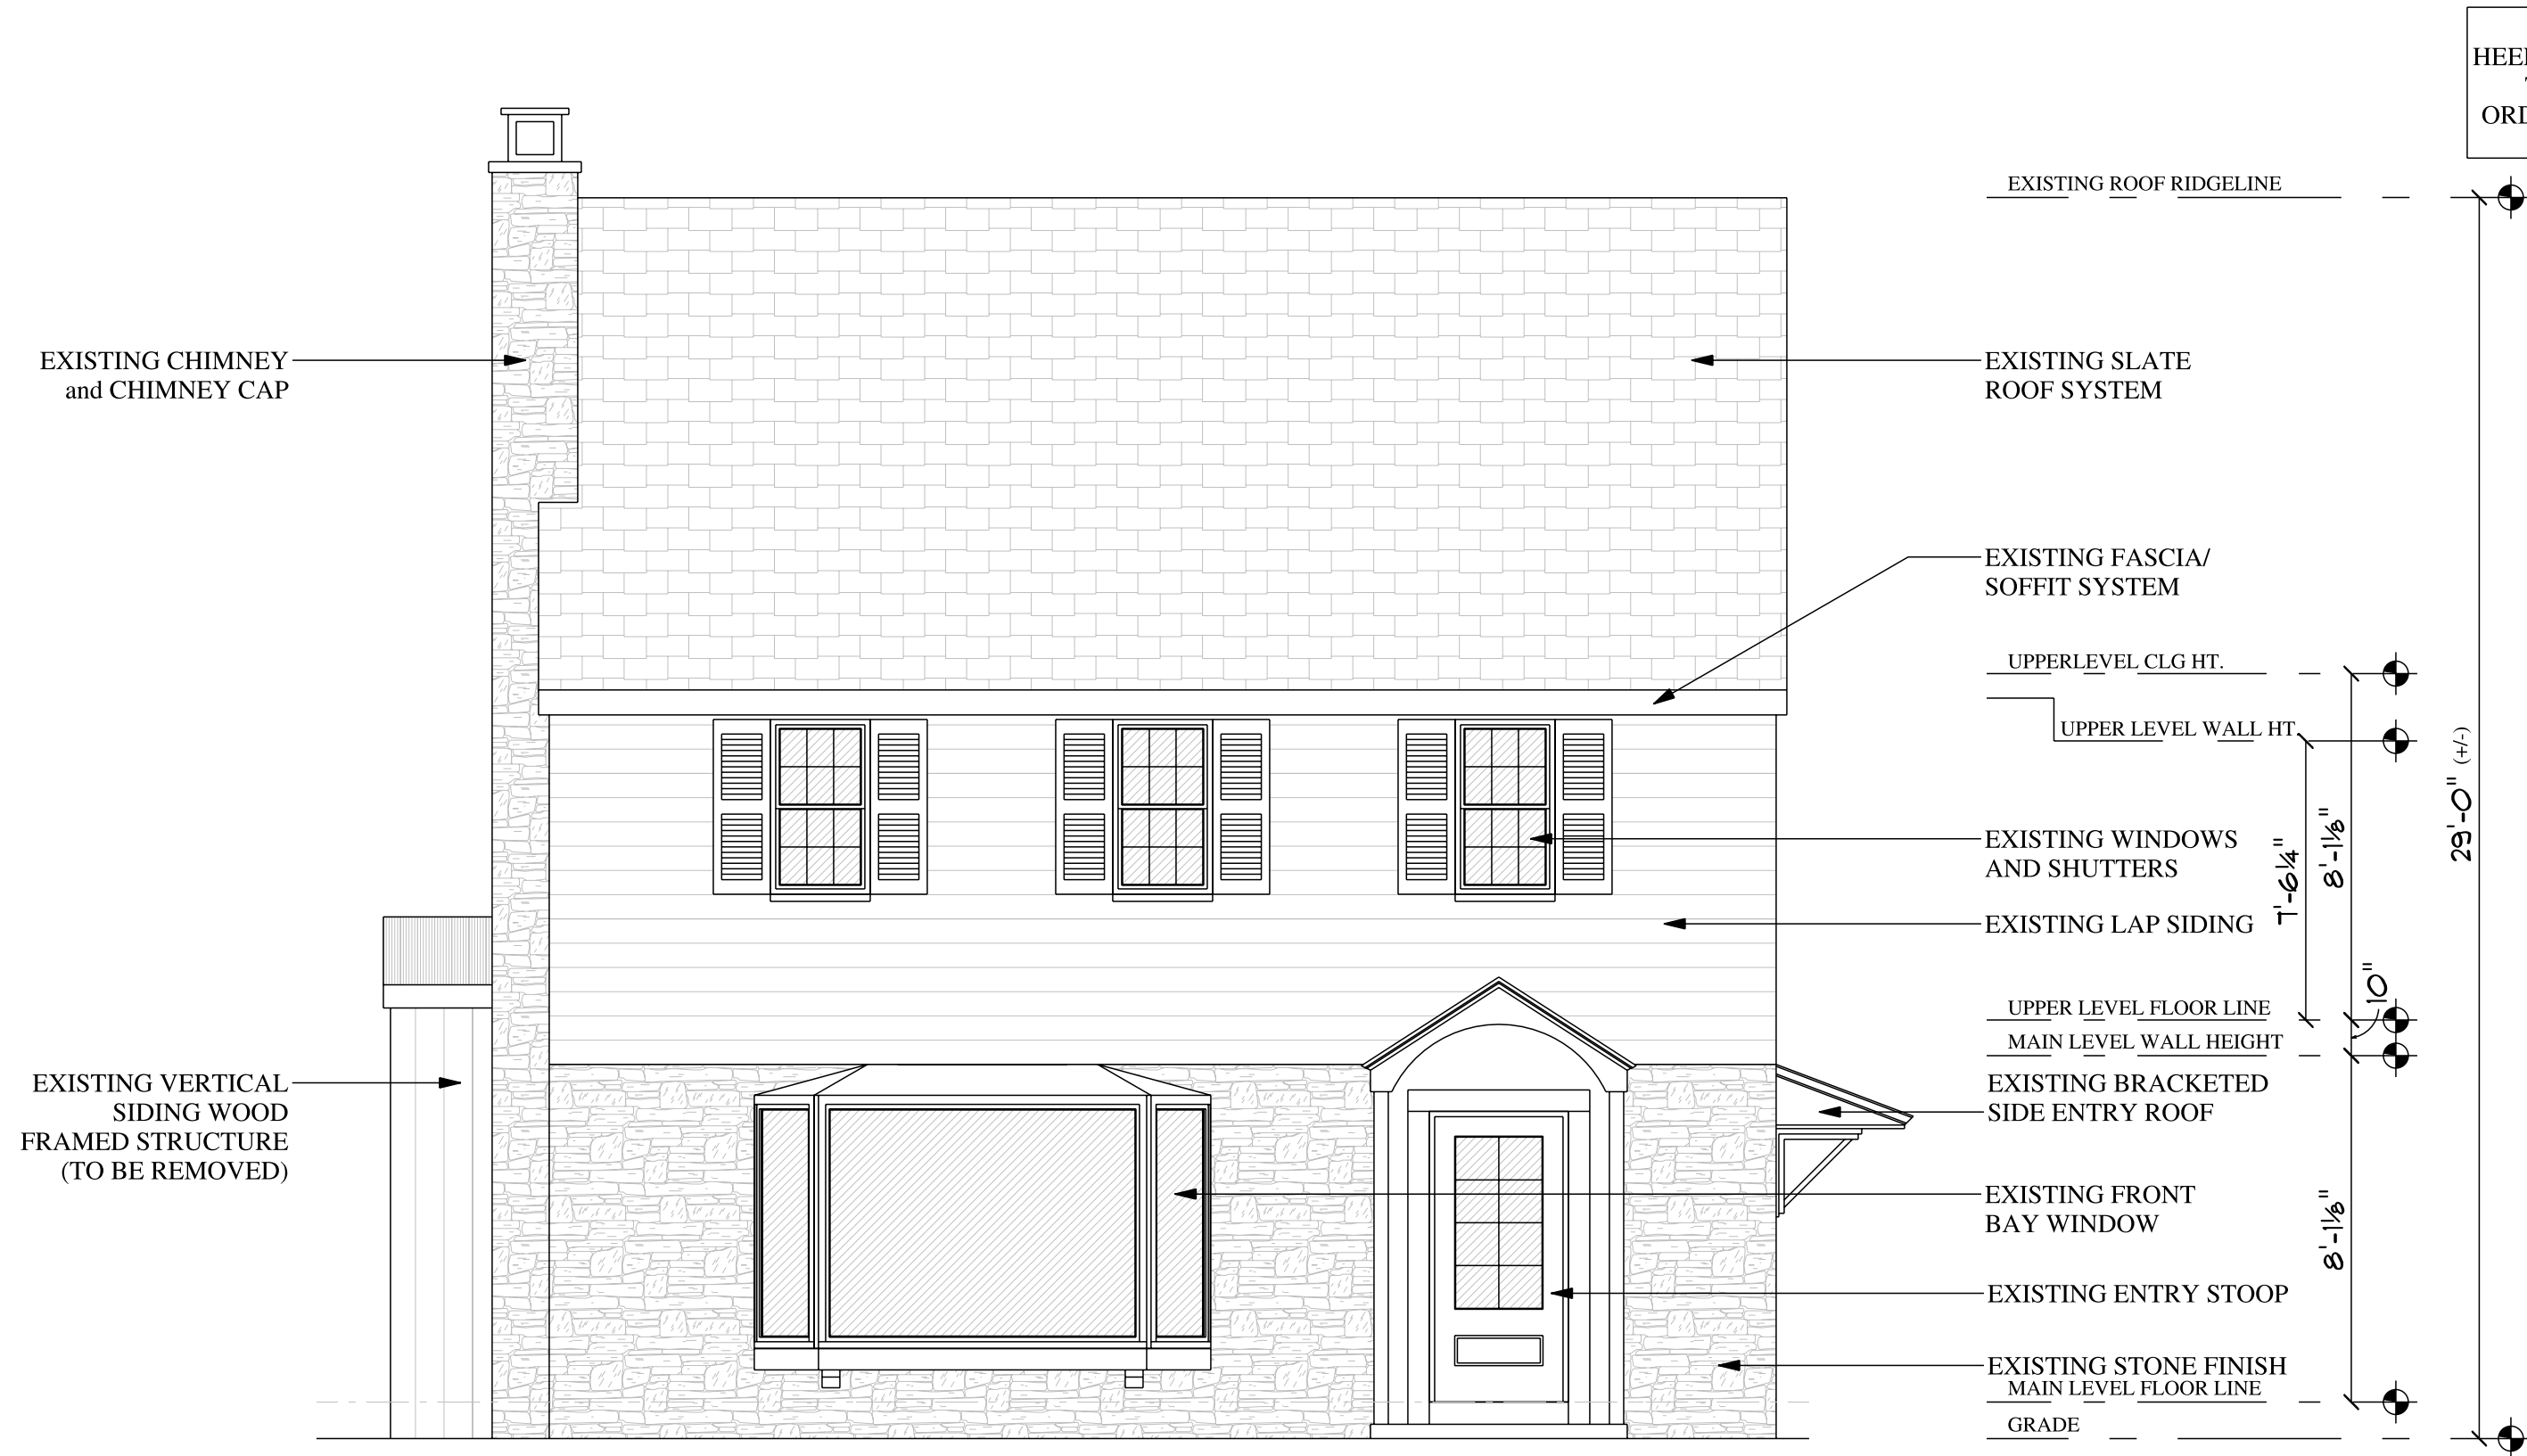 EXISTING ROOF RIDGELINE
EXISTING CHIMNEY
and CHIMNEY CAP
EXISTING SLATE
ROOF SYSTEM
EXISTING FASCIA/
SOFFIT SYSTEM
UPPERLEVEL CLG HT.
UPPER LEVEL WALL HT.
29'-0" (+/-)
EXISTING WINDOWS
AND SHUTTERS
7'-6¼"
8'-1⅛"
EXISTING LAP SIDING
10"
UPPER LEVEL FLOOR LINE
MAIN LEVEL WALL HEIGHT
EXISTING VERTICAL
SIDING WOOD
FRAMED STRUCTURE
(TO BE REMOVED)
EXISTING BRACKETED
SIDE ENTRY ROOF
EXISTING FRONT
BAY WINDOW
8'-1⅛"
EXISTING ENTRY STOOP
EXISTING STONE FINISH
MAIN LEVEL FLOOR LINE
GRADE